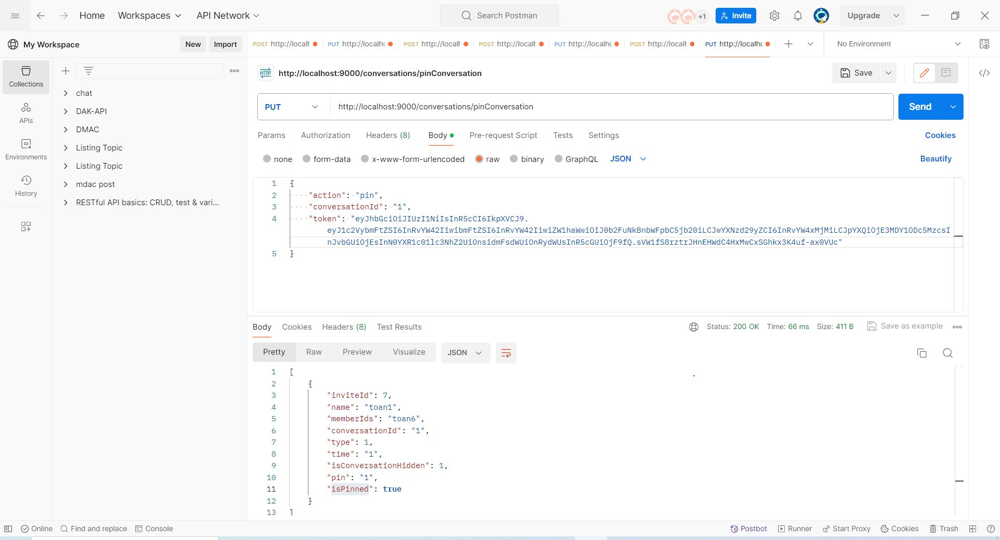 Home Workspaces API Network Search Postman +1 Invite Upgrade
My Workspace New Import
POST http://localh PUT http://localho POST http://localh POST http://localh PUT http://localho POST http://localh PUT http://localho No Environment
Collections
APIs
Environments
History
chat
DAK-API
DMAC
Listing Topic
Listing Topic
mdac post
RESTful API basics: CRUD, test & vari...
HTTP http://localhost:9000/conversations/pinConversation Save
PUT http://localhost:9000/conversations/pinConversation Send
Params Authorization Headers (8) Body Pre-request Script Tests Settings Cookies
none form-data x-www-form-urlencoded raw binary GraphQL JSON Beautify
1 {
2 "action": "pin",
3 "conversationId": "1",
4 "token": "eyJhbGciOiJIUzI1NiIsInR5cCI6IkpXVCJ9.
eyJ1c2VybmFtZSI6InRvYW42IiwibmFtZSI6InRvYW42IiwiZW1haWwiOiJ0b2FuNkBnbWFpbC5jb20iLCJwYXNzd29yZCI6InRvYW4xMjMiLCJpYXQiOjE3MDY1ODc5MzcsI
nJvbGUiOjEsInN0YXR1c01lc3NhZ2UiOnsidmFsdWUiOnRydWUsInR5cGUiOjF9fQ.sVW1fS8rztrJHnEHWdC4HxMwCxSGhkx3K4uf-ax0VUc"
5 }
Body Cookies Headers (8) Test Results Status: 200 OK Time: 66 ms Size: 411 B Save as example
Pretty Raw Preview Visualize JSON
1 [
2 {
3 "inviteId": 7,
4 "name": "toan1",
5 "memberIds": "toan6",
6 "conversationId": "1",
7 "type": 1,
8 "time": "1",
9 "isConversationHidden": 1,
10 "pin": "1",
11 "isPinned": true
12 }
13 ]
Online Find and replace Console Postbot Runner Start Proxy Cookies Trash